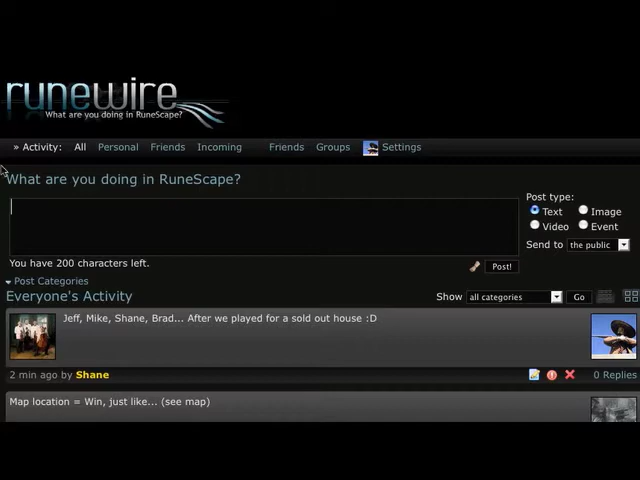 runewire
What are you doing in RuneScape?
» Activity: All Personal Friends Incoming Friends Groups Settings
What are you doing in RuneScape?
Post type:
Text Image
Video Event
Send to the public
You have 200 characters left.
Post!
Post Categories
Everyone's Activity
Show all categories Go
Jeff, Mike, Shane, Brad... After we played for a sold out house :D
2 min ago by Shane
0 Replies
Map location = Win, just like... (see map)